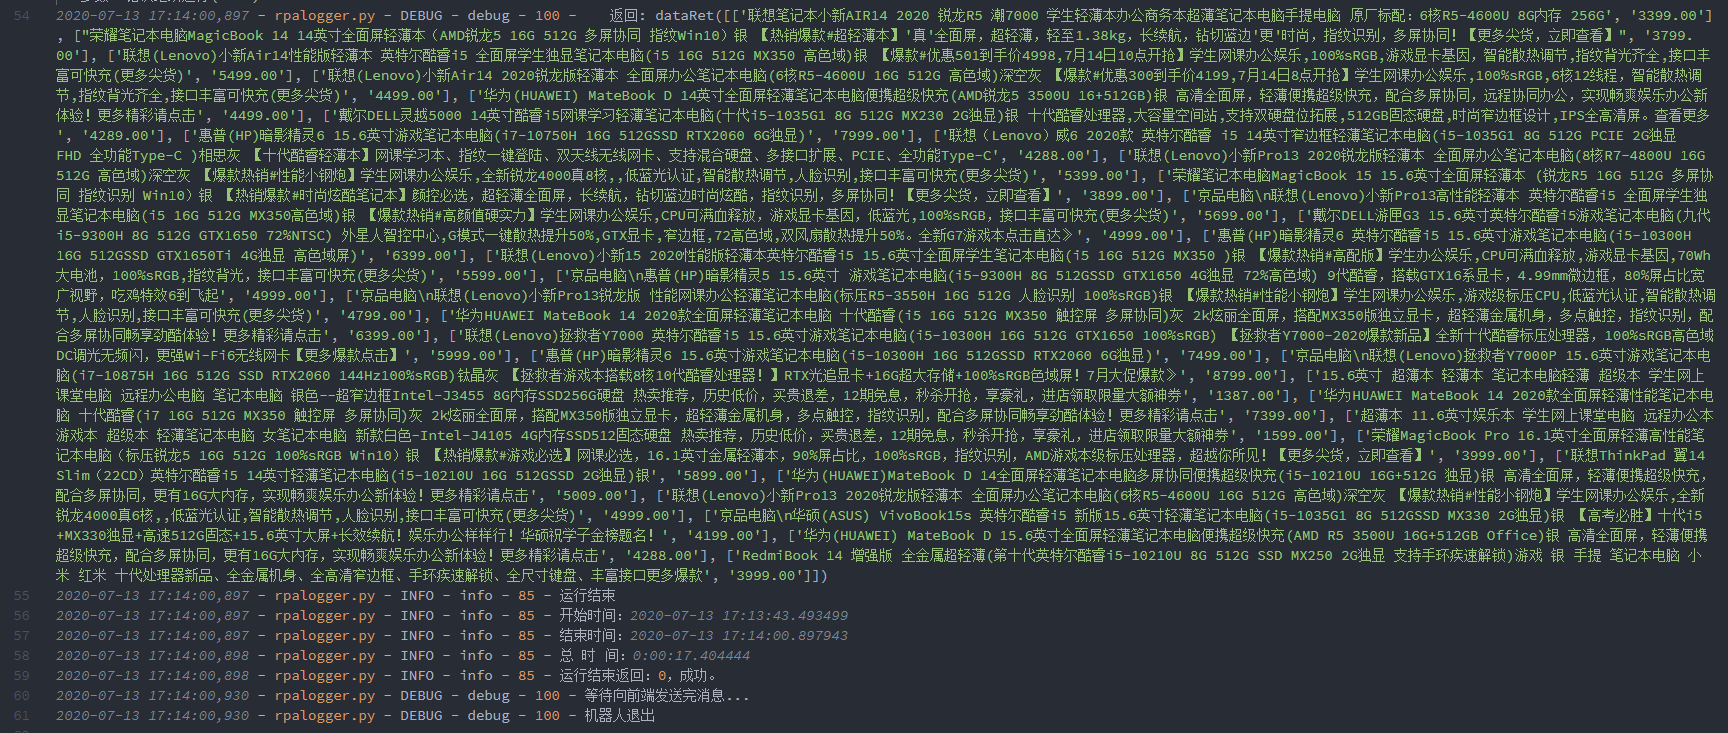 54 2020-07-13 17:14:00,897 - rpalogger.py - DEBUG - debug - 100 -    返回: dataRet([['联想笔记本小新AIR14 2020 锐龙R5 潮7000 学生轻薄本办公商务本超薄笔记本电脑手提电脑 原厂标配：6核R5-4600U 8G内存 256G', '3399.00']
, ["荣耀笔记本电脑MagicBook 14 14英寸全面屏轻薄本（AMD锐龙5 16G 512G 多屏协同 指纹Win10）银 【热销爆款#超轻薄本】'真'全面屏，超轻薄，轻至1.38kg，长续航，钻切蓝边'更'时尚，指纹识别，多屏协同！【更多尖货，立即查看】", '3799.
00'], ['联想(Lenovo)小新Air14性能版轻薄本 英特尔酷睿i5 全面屏学生独显笔记本电脑(i5 16G 512G MX350 高色域)银 【爆款#优惠501到手价4998,7月14日10点开抢】学生网课办公娱乐,100%sRGB,游戏显卡基因，智能散热调节,指纹背光齐全,接口丰
富可快充(更多尖货)', '5499.00'], ['联想(Lenovo)小新Air14 2020锐龙版轻薄本 全面屏办公笔记本电脑(6核R5-4600U 16G 512G 高色域)深空灰 【爆款#优惠300到手价4199,7月14日8点开抢】学生网课办公娱乐,100%sRGB,6核12线程，智能散热调
节,指纹背光齐全,接口丰富可快充(更多尖货)', '4499.00'], ['华为(HUAWEI) MateBook D 14英寸全面屏轻薄笔记本电脑便携超级快充(AMD锐龙5 3500U 16+512GB)银 高清全面屏，轻薄便携超级快充，配合多屏协同，远程协同办公，实现畅爽娱乐办公新
体验！更多精彩请点击', '4499.00'], ['戴尔DELL灵越5000 14英寸酷睿i5网课学习轻薄笔记本电脑(十代i5-1035G1 8G 512G MX230 2G独显)银 十代酷睿处理器,大容量空间站,支持双硬盘位拓展,512GB固态硬盘,时尚窄边框设计,IPS全高清屏。查看更多
', '4289.00'], ['惠普(HP)暗影精灵6 15.6英寸游戏笔记本电脑(i7-10750H 16G 512GSSD RTX2060 6G独显)', '7999.00'], ['联想（Lenovo）威6 2020款 英特尔酷睿 i5 14英寸窄边框轻薄笔记本电脑(i5-1035G1 8G 512G PCIE 2G独显
FHD 全功能Type-C )相思灰 【十代酷睿轻薄本】网课学习本、指纹一键登陆、双天线无线网卡、支持混合硬盘、多接口扩展、PCIE、全功能Type-C', '4288.00'], ['联想(Lenovo)小新Pro13 2020锐龙版轻薄本 全面屏办公笔记本电脑(8核R7-4800U 16G
512G 高色域)深空灰 【爆款热销#性能小钢炮】学生网课办公娱乐,全新锐龙4000真8核,,低蓝光认证,智能散热调节,人脸识别,接口丰富可快充(更多尖货)', '5399.00'], ['荣耀笔记本电脑MagicBook 15 15.6英寸全面屏轻薄本 (锐龙R5 16G 512G 多屏协
同 指纹识别 Win10）银 【热销爆款#时尚炫酷笔记本】颜控必选，超轻薄全面屏，长续航，钻切蓝边时尚炫酷，指纹识别，多屏协同！【更多尖货，立即查看】', '3899.00'], ['京品电脑\n联想(Lenovo)小新Pro13高性能轻薄本 英特尔酷睿i5 全面屏学生独
显笔记本电脑(i5 16G 512G MX350高色域)银 【爆款热销#高颜值硬实力】学生网课办公娱乐,CPU可满血释放，游戏显卡基因，低蓝光,100%sRGB，接口丰富可快充(更多尖货)', '5699.00'], ['戴尔DELL游匣G3 15.6英寸英特尔酷睿i5游戏笔记本电脑(九代
i5-9300H 8G 512G GTX1650 72%NTSC) 外星人智控中心,G模式一键散热提升50%,GTX显卡,窄边框,72高色域,双风扇散热提升50%。全新G7游戏本点击直达》', '4999.00'], ['惠普(HP)暗影精灵6 英特尔酷睿i5 15.6英寸游戏笔记本电脑(i5-10300H
16G 512GSSD GTX1650Ti 4G独显 高色域屏)', '6399.00'], ['联想(Lenovo)小新15 2020性能版轻薄本英特尔酷睿i5 15.6英寸全面屏学生笔记本电脑(i5 16G 512G MX350 )银 【爆款热销#高配版】学生办公娱乐,CPU可满血释放,游戏显卡基因,70Wh
大电池，100%sRGB,指纹背光，接口丰富可快充(更多尖货)', '5599.00'], ['京品电脑\n惠普(HP)暗影精灵5 15.6英寸 游戏笔记本电脑(i5-9300H 8G 512GSSD GTX1650 4G独显 72%高色域) 9代酷睿，搭载GTX16系显卡，4.99mm微边框，80%屏占比宽
广视野，吃鸡特效6到飞起', '4999.00'], ['京品电脑\n联想(Lenovo)小新Pro13锐龙版 性能网课办公轻薄笔记本电脑(标压R5-3550H 16G 512G 人脸识别 100%sRGB)银 【爆款热销#性能小钢炮】学生网课办公娱乐,游戏级标压CPU,低蓝光认证,智能散热调
节,人脸识别,接口丰富可快充(更多尖货)', '4799.00'], ['华为HUAWEI MateBook 14 2020款全面屏轻薄笔记本电脑 十代酷睿(i5 16G 512G MX350 触控屏 多屏协同)灰 2k炫丽全面屏，搭配MX350版独立显卡，超轻薄金属机身，多点触控，指纹识别，配
合多屏协同畅享劲酷体验！更多精彩请点击', '6399.00'], ['联想(Lenovo)拯救者Y7000 英特尔酷睿i5 15.6英寸游戏笔记本电脑(i5-10300H 16G 512G GTX1650 100%sRGB) 【拯救者Y7000-2020爆款新品】全新十代酷睿标压处理器，100%sRGB高色域
DC调光无频闪，更强Wi-Fi6无线网卡【更多爆款点击】', '5999.00'], ['惠普(HP)暗影精灵6 15.6英寸游戏笔记本电脑(i5-10300H 16G 512GSSD RTX2060 6G独显)', '7499.00'], ['京品电脑\n联想(Lenovo)拯救者Y7000P 15.6英寸游戏笔记本电
脑(i7-10875H 16G 512G SSD RTX2060 144Hz100%sRGB)钛晶灰 【拯救者游戏本搭载8核10代酷睿处理器！】RTX光追显卡+16G超大存储+100%sRGB色域屏！7月大促爆款》', '8799.00'], ['15.6英寸 超薄本 轻薄本 笔记本电脑轻薄 超级本 学生网上
课堂电脑 远程办公电脑 笔记本电脑 银色--超窄边框Intel-J3455 8G内存SSD256G硬盘 热卖推荐，历史低价，买贵退差，12期免息，秒杀开抢，享豪礼，进店领取限量大额神券', '1387.00'], ['华为HUAWEI MateBook 14 2020款全面屏轻薄性能笔记本电
脑 十代酷睿(i7 16G 512G MX350 触控屏 多屏协同)灰 2k炫丽全面屏，搭配MX350版独立显卡，超轻薄金属机身，多点触控，指纹识别，配合多屏协同畅享劲酷体验！更多精彩请点击', '7399.00'], ['超薄本 11.6英寸娱乐本 学生网上课堂电脑 远程办公本
游戏本 超级本 轻薄笔记本电脑 女笔记本电脑 新款白色-Intel-J4105 4G内存SSD512固态硬盘 热卖推荐，历史低价，买贵退差，12期免息，秒杀开抢，享豪礼，进店领取限量大额神券', '1599.00'], ['荣耀MagicBook Pro 16.1英寸全面屏轻薄高性能笔
记本电脑（标压锐龙5 16G 512G 100%sRGB Win10）银 【热销爆款#游戏必选】网课必选，16.1英寸金属轻薄本，90%屏占比，100%sRGB，指纹识别，AMD游戏本级标压处理器，超越你所见！【更多尖货，立即查看】', '3999.00'], ['联想ThinkPad 翼14
Slim（22CD）英特尔酷睿i5 14英寸轻薄笔记本电脑(i5-10210U 16G 512GSSD 2G独显)银', '5899.00'], ['华为(HUAWEI)MateBook D 14全面屏轻薄笔记本电脑多屏协同便携超级快充(i5-10210U 16G+512G 独显)银 高清全面屏，轻薄便携超级快充，
配合多屏协同，更有16G大内存，实现畅爽娱乐办公新体验！更多精彩请点击', '5009.00'], ['联想(Lenovo)小新Pro13 2020锐龙版轻薄本 全面屏办公笔记本电脑(6核R5-4600U 16G 512G 高色域)深空灰 【爆款热销#性能小钢炮】学生网课办公娱乐,全新
锐龙4000真6核,,低蓝光认证,智能散热调节,人脸识别,接口丰富可快充(更多尖货)', '4999.00'], ['京品电脑\n华硕(ASUS) VivoBook15s 英特尔酷睿i5 新版15.6英寸轻薄笔记本电脑(i5-1035G1 8G 512GSSD MX330 2G独显)银 【高考必胜】十代i5
+MX330独显+高速512G固态+15.6英寸大屏+长效续航！娱乐办公样样行！华硕祝学子金榜题名！', '4199.00'], ['华为(HUAWEI) MateBook D 15.6英寸全面屏轻薄笔记本电脑便携超级快充(AMD R5 3500U 16G+512GB Office)银 高清全面屏，轻薄便携
超级快充，配合多屏协同，更有16G大内存，实现畅爽娱乐办公新体验！更多精彩请点击', '4288.00'], ['RedmiBook 14 增强版 全金属超轻薄(第十代英特尔酷睿i5-10210U 8G 512G SSD MX250 2G独显 支持手环疾速解锁)游戏 银 手提 笔记本电脑 小
米 红米 十代处理器新品、全金属机身、全高清窄边框、手环疾速解锁、全尺寸键盘、丰富接口更多爆款', '3999.00']])
55 2020-07-13 17:14:00,897 - rpalogger.py - INFO - info - 85 - 运行结束
56 2020-07-13 17:14:00,897 - rpalogger.py - INFO - info - 85 - 开始时间：2020-07-13 17:13:43.493499
57 2020-07-13 17:14:00,897 - rpalogger.py - INFO - info - 85 - 结束时间：2020-07-13 17:14:00.897943
58 2020-07-13 17:14:00,898 - rpalogger.py - INFO - info - 85 - 总 时 间：0:00:17.404444
59 2020-07-13 17:14:00,898 - rpalogger.py - INFO - info - 85 - 运行结束返回：0，成功。
60 2020-07-13 17:14:00,930 - rpalogger.py - DEBUG - debug - 100 - 等待向前端发送完消息...
61 2020-07-13 17:14:00,930 - rpalogger.py - DEBUG - debug - 100 - 机器人退出